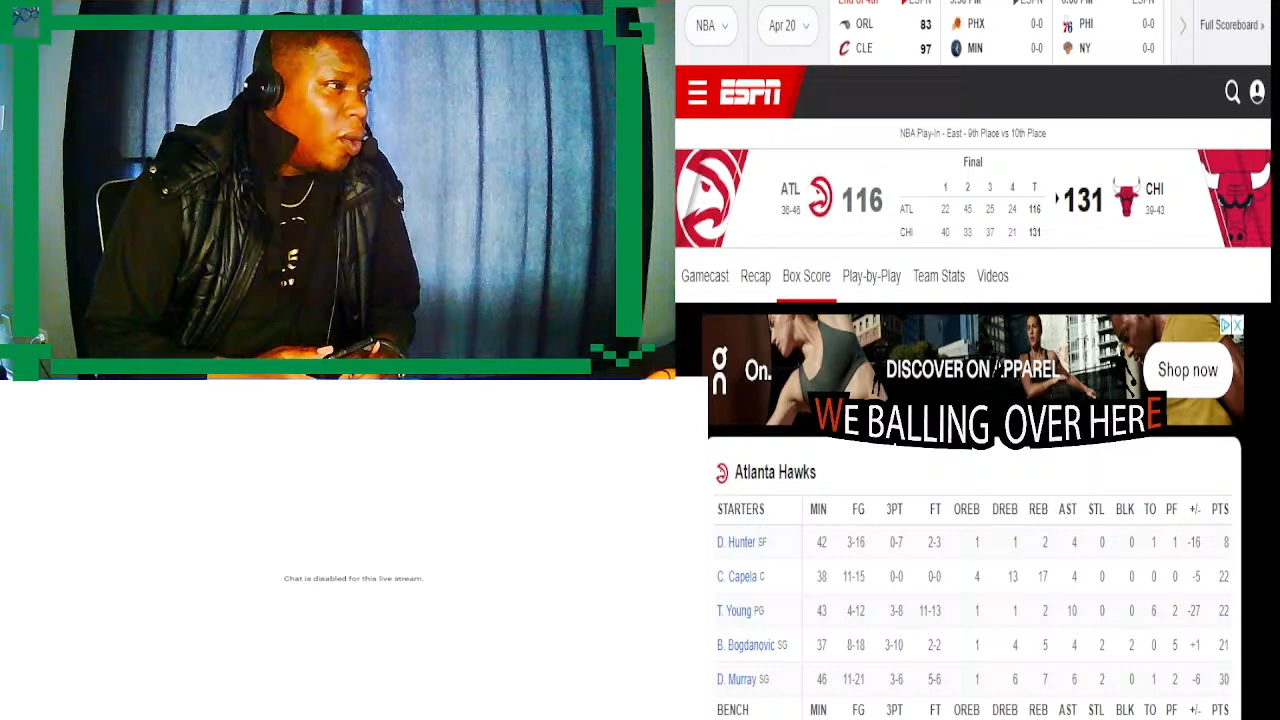 NBA
Apr 20
ORL 83
CLE 97
PHX 0-0
MIN 0-0
PHI 0-0
NY 0-0
Full Scoreboard »
ESPN
NBA Play-In - East - 9th Place vs 10th Place
Final
ATL
36-46
116
1 2 3 4 T
ATL 22 45 25 24 116
CHI 40 33 37 21 131
131
CHI
39-43
Gamecast Recap Box Score Play-by-Play Team Stats Videos
On. DISCOVER ON APPAREL Shop now
WE BALLING OVER HERE
Atlanta Hawks
STARTERS MIN FG 3PT FT OREB DREB REB AST STL BLK TO PF +/- PTS
D. Hunter SF 42 3-16 0-7 2-3 1 1 2 4 0 0 1 1 -16 8
C. Capela C 38 11-15 0-0 0-0 4 13 17 4 0 0 0 0 -5 22
T. Young PG 43 4-12 3-8 11-13 1 1 2 10 0 0 6 2 -27 22
B. Bogdanovic SG 37 8-18 3-10 2-2 1 4 5 4 2 2 0 5 +1 21
D. Murray SG 46 11-21 3-6 5-6 1 6 7 6 2 0 1 2 -6 30
BENCH MIN FG 3PT FT OREB DREB REB AST STL BLK TO PF +/- PTS
Chat is disabled for this live stream.